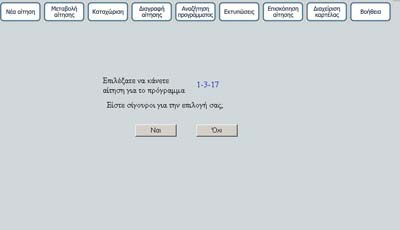 Νέα αίτηση
Μεταβολή
αίτησης
Καταχώριση
Διαγραφή
αίτησης
Αναζήτηση
προγράμματος
Εκτυπώσεις
Επισκόπηση
αίτησης
Διαχείριση
καρτέλας
Βοήθεια
Επιλέξατε να κάνετε
αίτηση για το πρόγραμμα 1-3-17
Είστε σίγουροι για την επιλογή σας;
Ναι Όχι